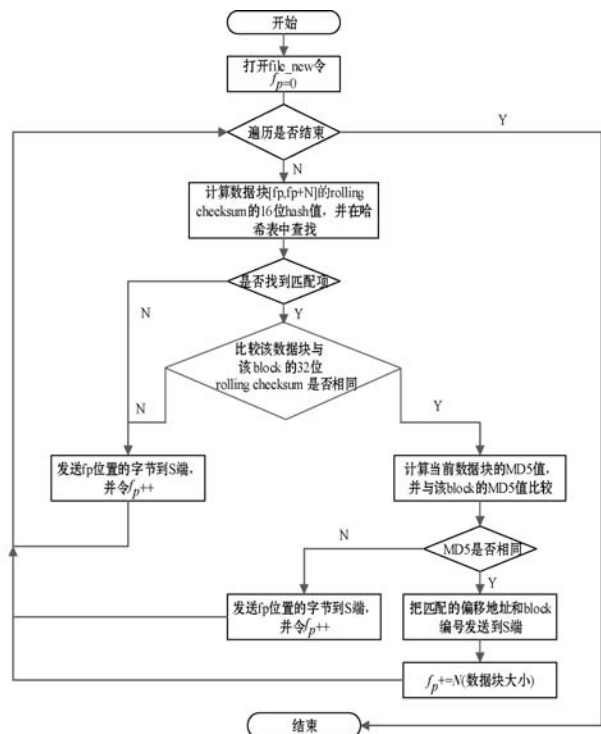 开始
打开file_new令
fp=0
遍历是否结束
Y
N
计算数据块[fp,fp+N]的rolling
checksum的16位hash值，并在哈
希表中查找
是否找到匹配项
N
Y
比较该数据块与
该 block 的32位
rolling checksum 是否相同
N
Y
发送fp位置的字节到S端，
并令fp++
计算当前数据块的MD5值，
并与该block的MD5值比较
N
MD5是否相同
Y
发送fp位置的字节到S端，
并令fp++
把匹配的偏移地址和block
编号发送到S端
fp+=N(数据块大小)
结束